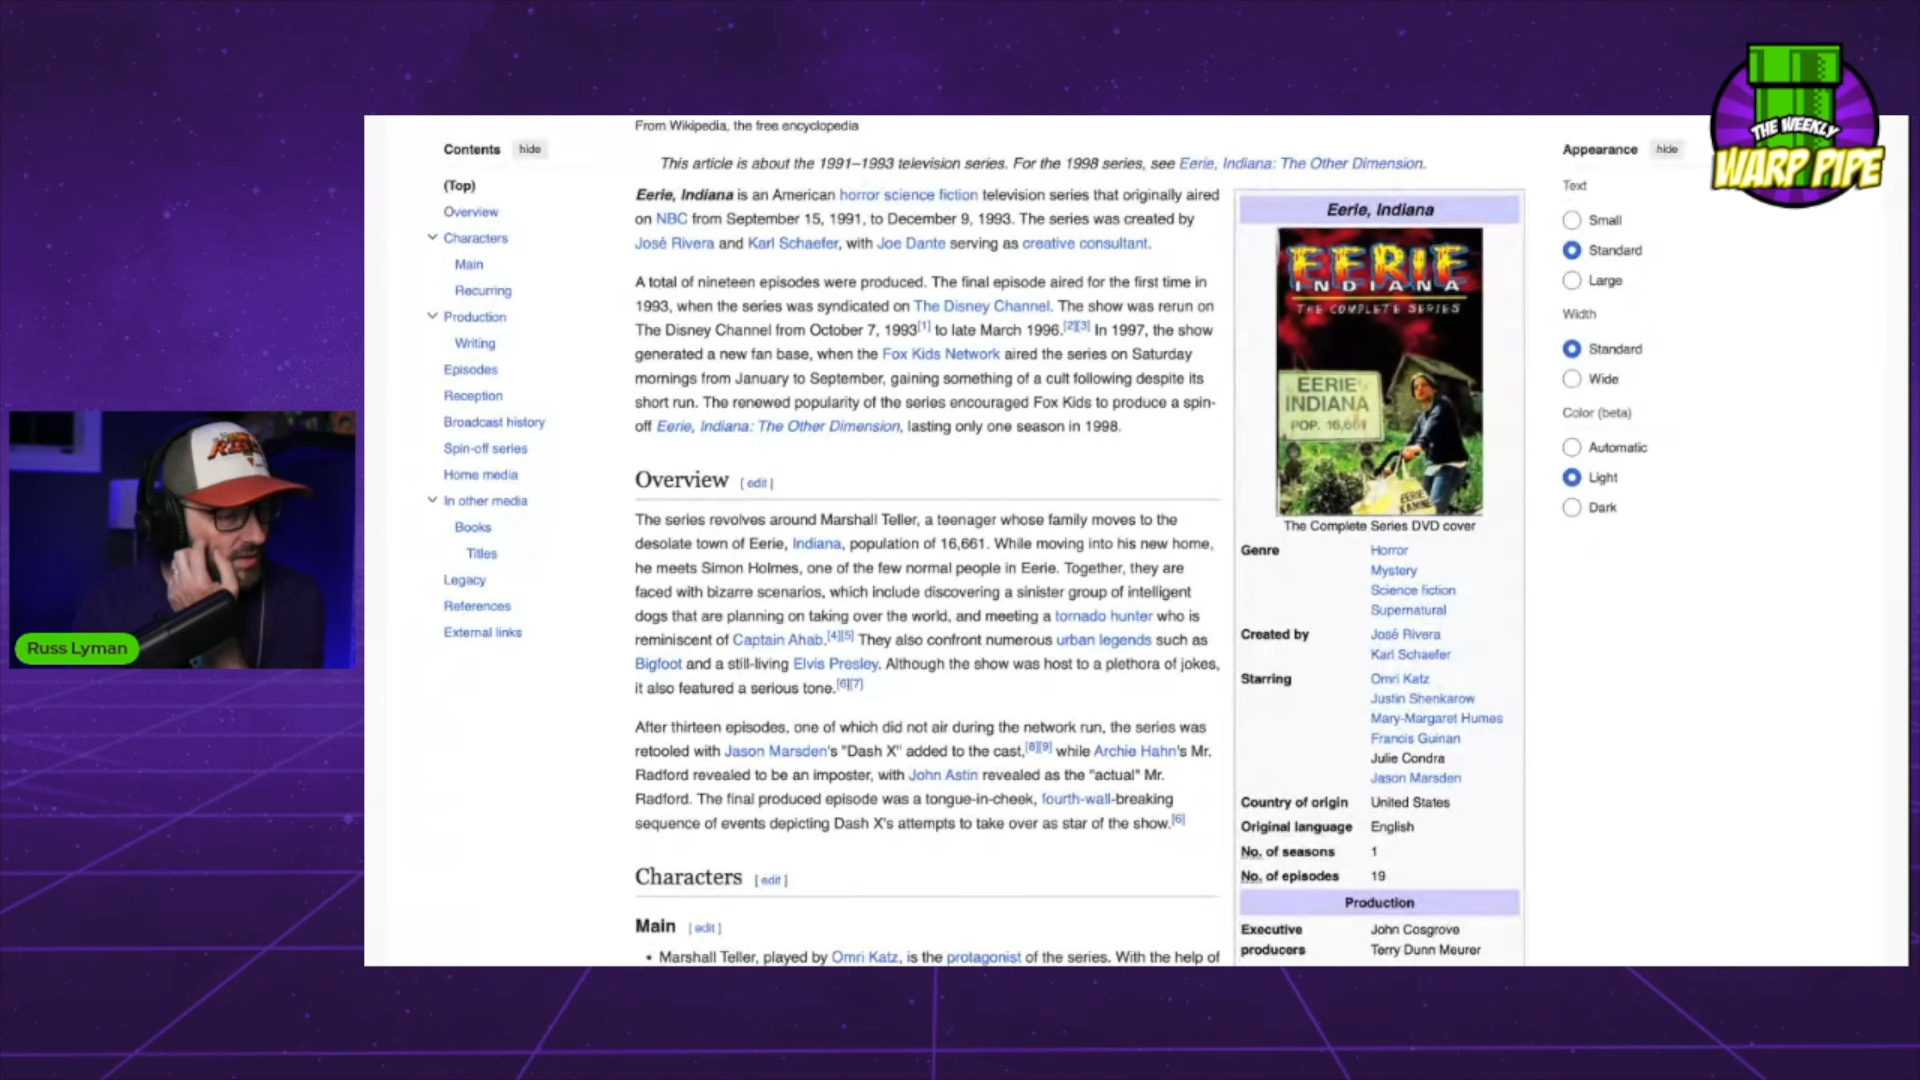 THE WEEKLY
WARP PIPE
Russ Lyman
Contents hide
(Top)
Overview
Characters
Main
Recurring
Production
Writing
Episodes
Reception
Broadcast history
Spin-off series
Home media
In other media
Books
Titles
Legacy
References
External links
From Wikipedia, the free encyclopedia
This article is about the 1991–1993 television series. For the 1998 series, see Eerie, Indiana: The Other Dimension.
Eerie, Indiana is an American horror science fiction television series that originally aired
on NBC from September 15, 1991, to December 9, 1993. The series was created by
José Rivera and Karl Schaefer, with Joe Dante serving as creative consultant.
A total of nineteen episodes were produced. The final episode aired for the first time in
1993, when the series was syndicated on The Disney Channel. The show was rerun on
The Disney Channel from October 7, 1993[1] to late March 1996.[2][3] In 1997, the show
generated a new fan base, when the Fox Kids Network aired the series on Saturday
mornings from January to September, gaining something of a cult following despite its
short run. The renewed popularity of the series encouraged Fox Kids to produce a spin-
off Eerie, Indiana: The Other Dimension, lasting only one season in 1998.
Overview [ edit ]
The series revolves around Marshall Teller, a teenager whose family moves to the
desolate town of Eerie, Indiana, population of 16,661. While moving into his new home,
he meets Simon Holmes, one of the few normal people in Eerie. Together, they are
faced with bizarre scenarios, which include discovering a sinister group of intelligent
dogs that are planning on taking over the world, and meeting a tornado hunter who is
reminiscent of Captain Ahab.[4][5] They also confront numerous urban legends such as
Bigfoot and a still-living Elvis Presley. Although the show was host to a plethora of jokes,
it also featured a serious tone.[6][7]
After thirteen episodes, one of which did not air during the network run, the series was
retooled with Jason Marsden's "Dash X" added to the cast,[8][9] while Archie Hahn's Mr.
Radford revealed to be an imposter, with John Astin revealed as the "actual" Mr.
Radford. The final produced episode was a tongue-in-cheek, fourth-wall-breaking
sequence of events depicting Dash X's attempts to take over as star of the show.[6]
Characters [ edit ]
Main [ edit ]
• Marshall Teller, played by Omri Katz, is the protagonist of the series. With the help of
Eerie, Indiana
EERIE
INDIANA
THE COMPLETE SERIES
EERIE
INDIANA
POP. 16,661
EERIE
The Complete Series DVD cover
Genre Horror
Mystery
Science fiction
Supernatural
Created by José Rivera
Karl Schaefer
Starring Omri Katz
Justin Shenkarow
Mary-Margaret Humes
Francis Guinan
Julie Condra
Jason Marsden
Country of origin United States
Original language English
No. of seasons 1
No. of episodes 19
Production
Executive John Cosgrove
producers Terry Dunn Meurer
Appearance hide
Text
Small
Standard
Large
Width
Standard
Wide
Color (beta)
Automatic
Light
Dark